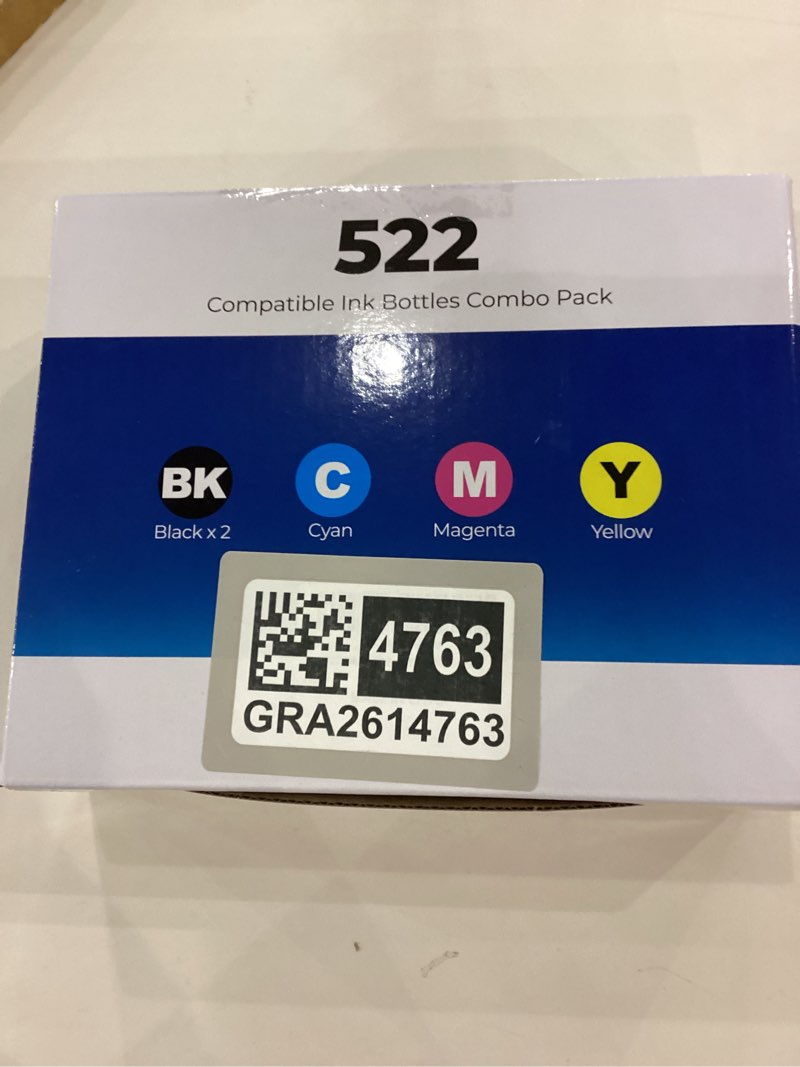 522
Compatible Ink Bottles Combo Pack
BK C M Y
Black x 2 Cyan Magenta Yellow
4763
GRA2614763